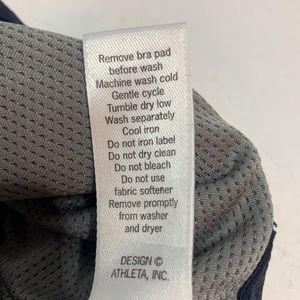 Remove bra pad
before wash
Machine wash cold
Gentle cycle
Tumble dry low
Wash separately
Cool iron
Do not iron label
Do not dry clean
Do not bleach
Do not use
fabric softener
Remove promptly
from washer
and dryer
DESIGN ©
ATHLETA, INC.